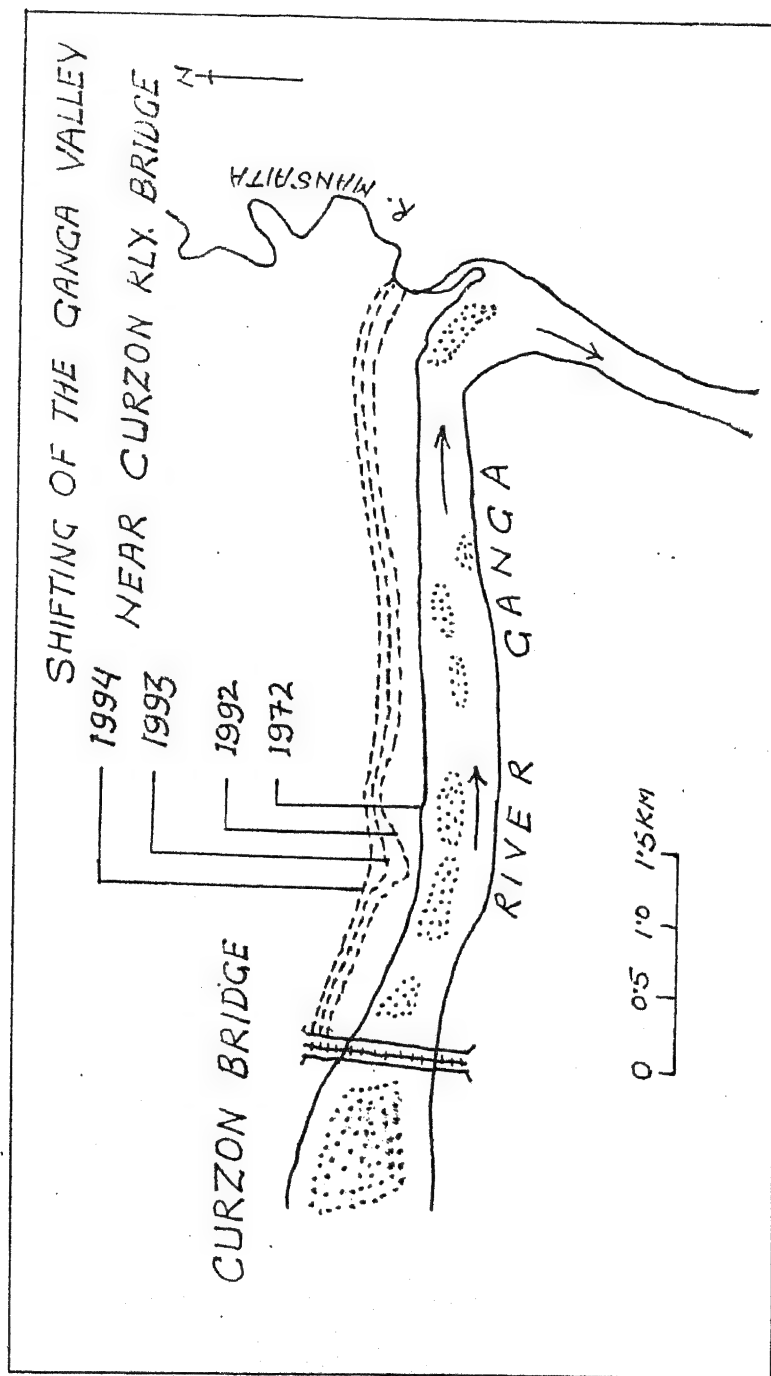 SHIFTING OF THE GANGA VALLEY
NEAR CURZON RLY. BRIDGE
N
1994
1993
1992
1972
CURZON BRIDGE
R. MANSAITA
RIVER GANGA
0 0.5 1.0 1.5KM